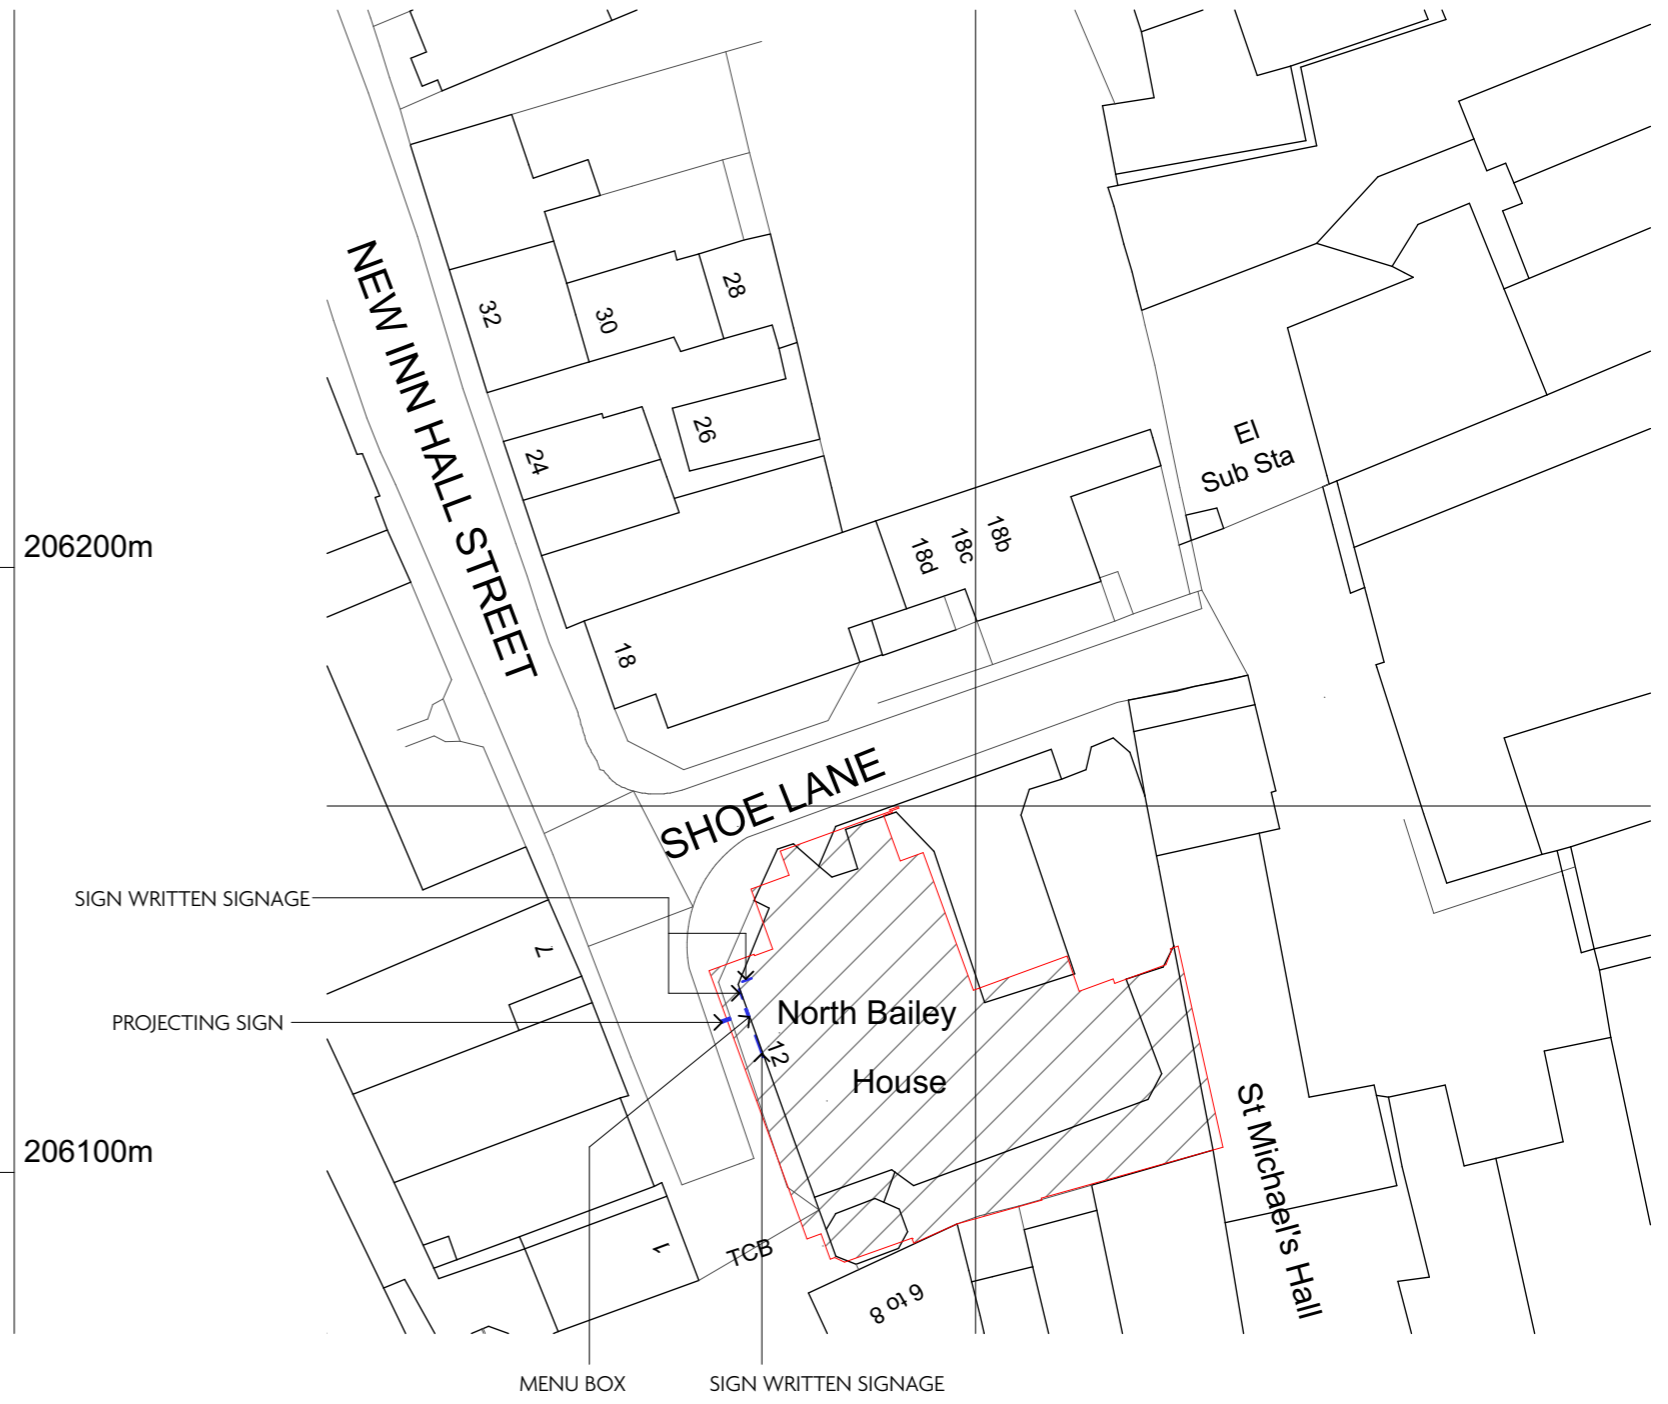 NEW INN HALL STREET
32
30
28
24
26
El
Sub Sta
206200m
18d
18c
18b
18
SHOE LANE
SIGN WRITTEN SIGNAGE
7
PROJECTING SIGN
North Bailey
House
12
206100m
St Michael's Hall
1
TCB
6 to 8
MENU BOX
SIGN WRITTEN SIGNAGE